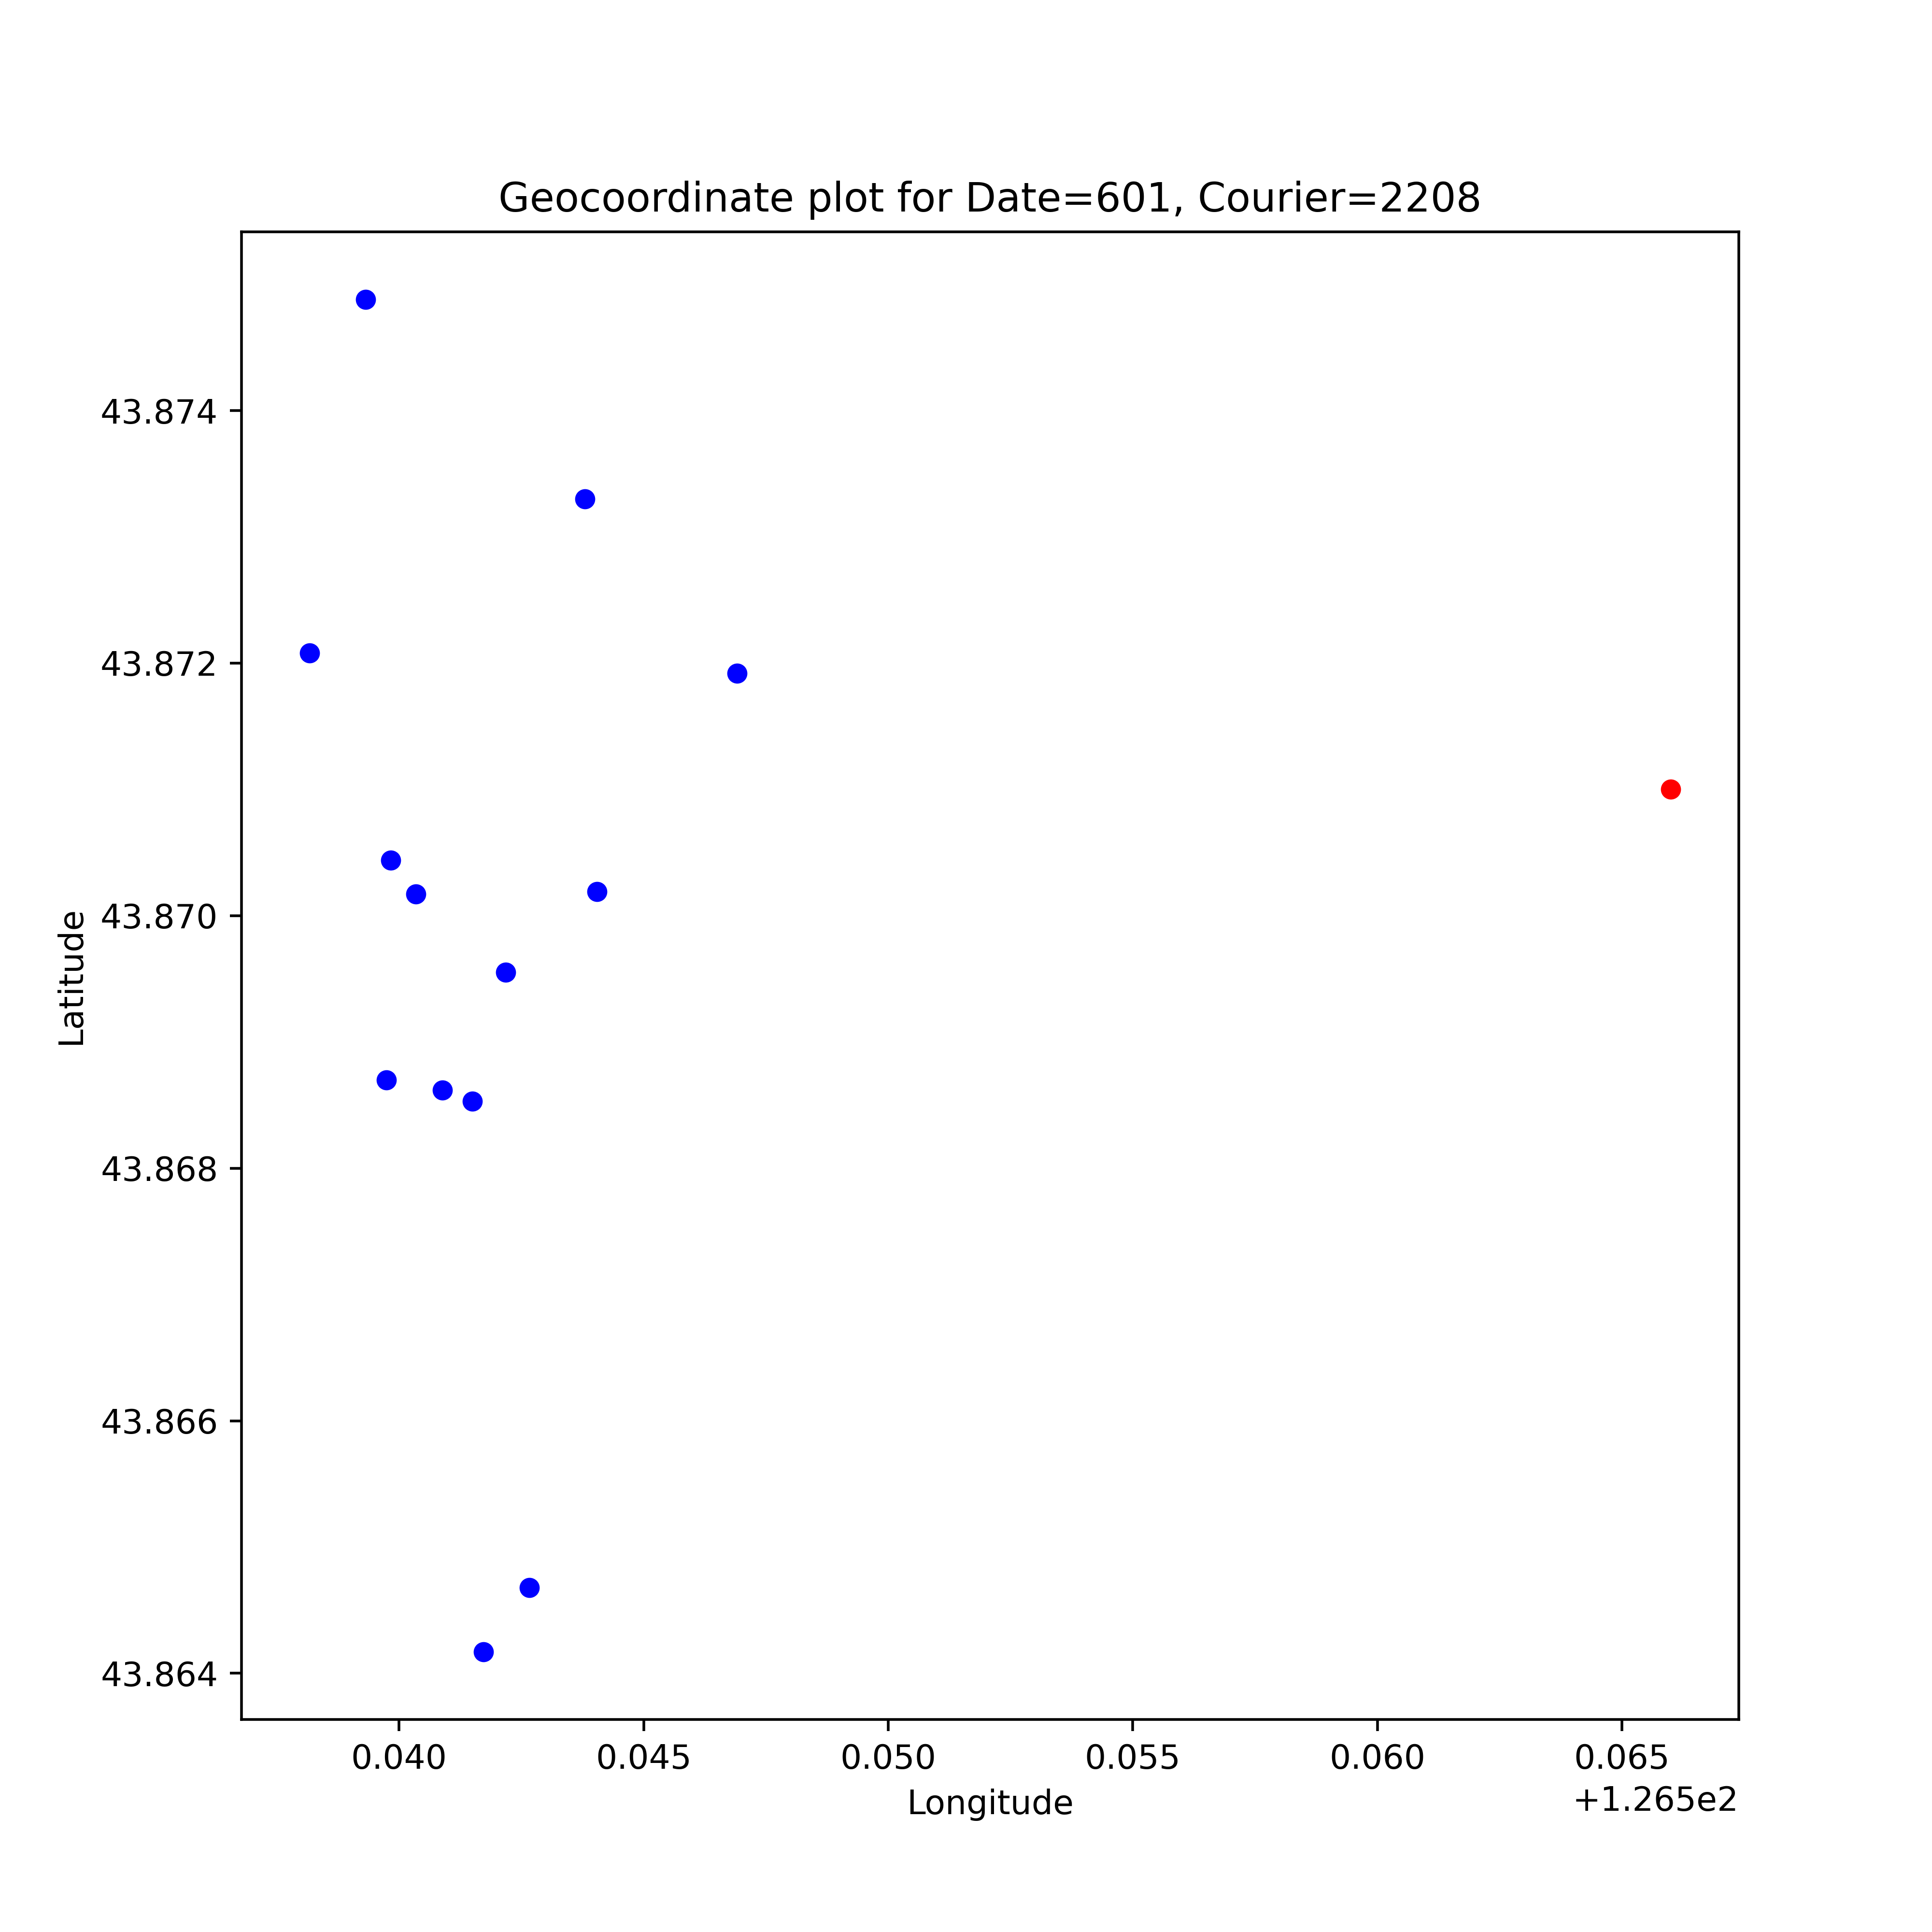 Geocoordinate plot for Date=601, Courier=2208
43.874
43.872
43.870
43.868
43.866
43.864
Latitude
0.040 0.045 0.050 0.055 0.060 0.065
+1.265e2
Longitude